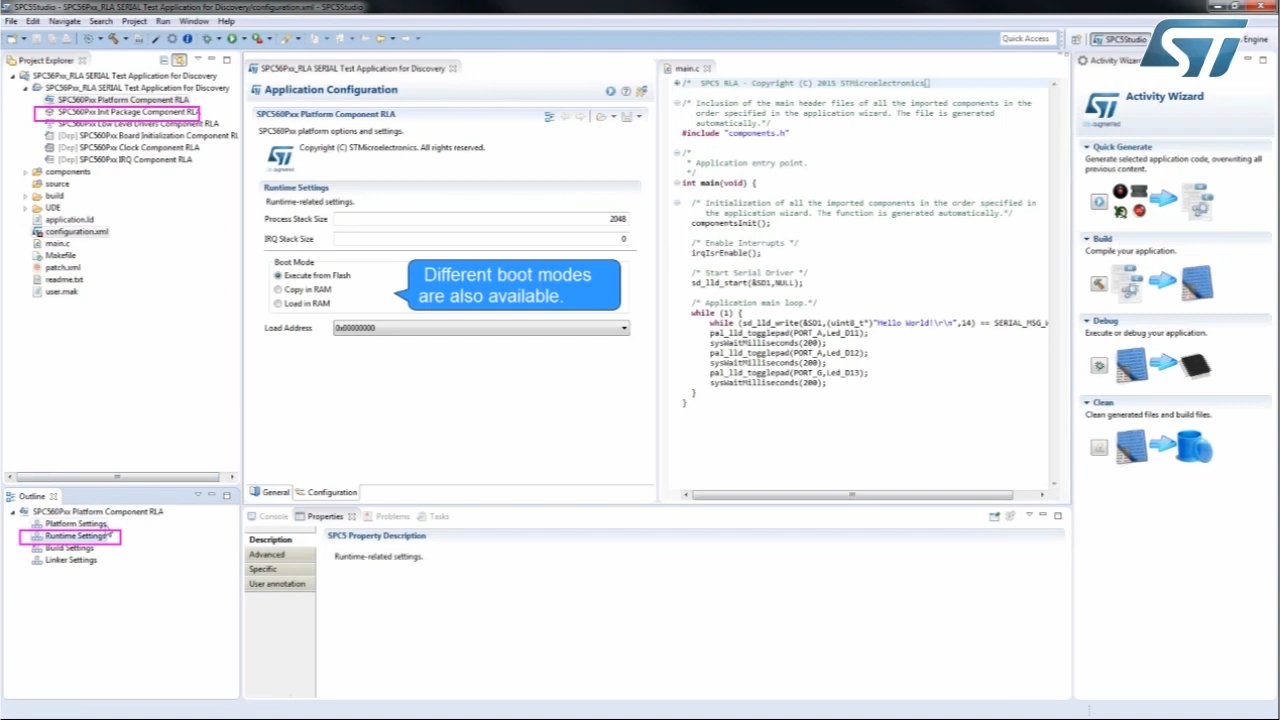 SPC5Studio - SPC56Pxx_RLA SERIAL Test Application for Discovery/configuration.xml - SPC5Studio
File Edit Navigate Search Project Run Window Help
Quick Access
SPC5Studio
Engine
ST
Project Explorer
SPC56Pxx_RLA SERIAL Test Application for Discovery
SPC56Pxx_RLA SERIAL Test Application for Discovery
SPC560Pxx Platform Component RLA
SPC560Pxx Init Package Component RLA
SPC560Pxx Low Level Drivers Component RLA
[Dep] SPC560Pxx Board Initialization Component RL
[Dep] SPC560Pxx Clock Component RLA
[Dep] SPC560Pxx IRQ Component RLA
components
source
build
UDE
application.ld
configuration.xml
main.c
Makefile
patch.xml
readme.txt
user.mak
Outline
SPC560Pxx Platform Component RLA
Platform Settings
Runtime Settings
Build Settings
Linker Settings
SPC56Pxx_RLA SERIAL Test Application for Discovery
Application Configuration
SPC560Pxx Platform Component RLA
SPC560Pxx platform options and settings.
ST
Copyright (C) STMicroelectronics. All rights reserved.
Runtime Settings
Runtime-related settings.
Process Stack Size 2048
IRQ Stack Size 0
Boot Mode
Execute from Flash
Copy in RAM
Load in RAM
Different boot modes
are also available.
Load Address 0x00000000
General Configuration
main.c
/* SPC5 RLA - Copyright (C) 2015 STMicroelectronics
/* Inclusion of the main header files of all the imported components in the
order specified in the application wizard. The file is generated
automatically.*/
#include "components.h"
/*
* Application entry point.
*/
int main(void) {
/* Initialization of all the imported components in the order specified in
the application wizard. The function is generated automatically.*/
componentsInit();
/* Enable Interrupts */
irqIsrEnable();
/* Start Serial Driver */
sd_lld_start(&SD1,NULL);
/* Application main loop.*/
while (1) {
while (sd_lld_write(&SD1,(uint8_t*)"Hello World!\r\n",14) == SERIAL_MSG_
pal_lld_togglepad(PORT_A,Led_D11);
sysWaitMilliseconds(200);
pal_lld_togglepad(PORT_A,Led_D12);
sysWaitMilliseconds(200);
pal_lld_togglepad(PORT_G,Led_D13);
sysWaitMilliseconds(200);
}
}
Console Properties Problems Tasks
Description
Advanced
Specific
User annotation
SPC5 Property Description
Runtime-related settings.
Activity Wizard
ST
Activity Wizard
Quick Generate
Generate selected application code, overwriting all
previous content.
Build
Compile your application.
Debug
Execute or debug your application.
Clean
Clean generated files and build files.